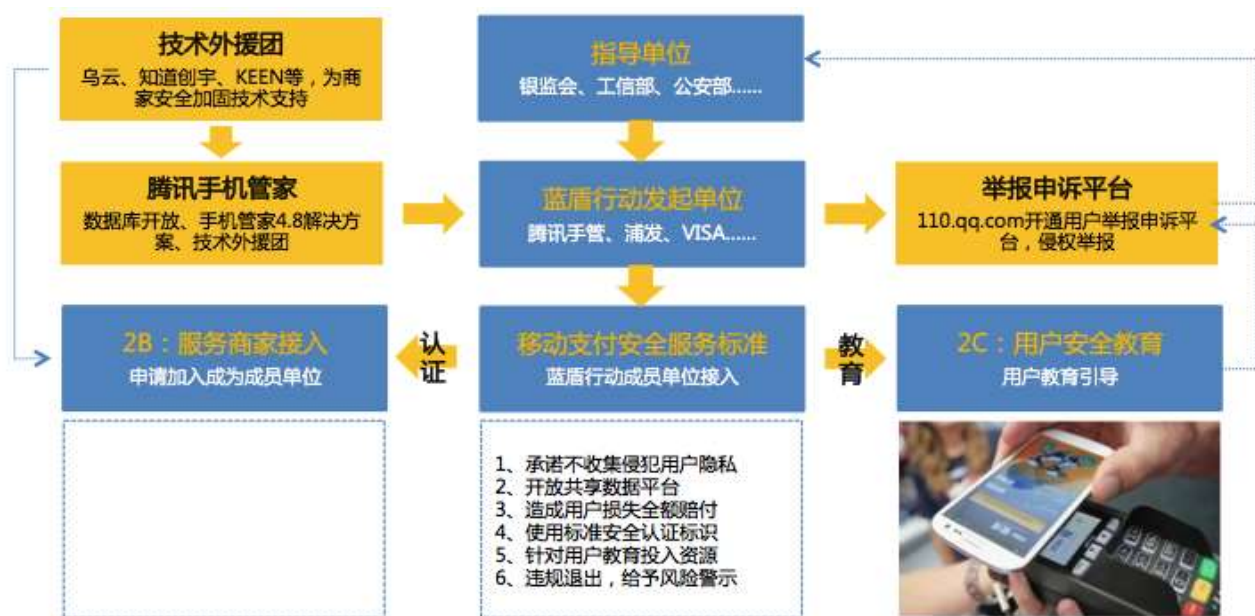 技术外援团
乌云、知道创宇、KEEN等，为商
家安全加固技术支持
指导单位
银监会、工信部、公安部……
腾讯手机管家
数据库开放、手机管家4.8解决方
案、技术外援团
蓝盾行动发起单位
腾讯手管、浦发、VISA……
举报申诉平台
110.qq.com开通用户举报申诉平
台，侵权举报
2B：服务商家接入
申请加入成为成员单位
认
证
移动支付安全服务标准
蓝盾行动成员单位接入
教
育
2C：用户安全教育
用户教育引导
1、承诺不收集侵犯用户隐私
2、开放共享数据平台
3、造成用户损失全额赔付
4、使用标准安全认证标识
5、针对用户教育投入资源
6、违规退出，给予风险警示